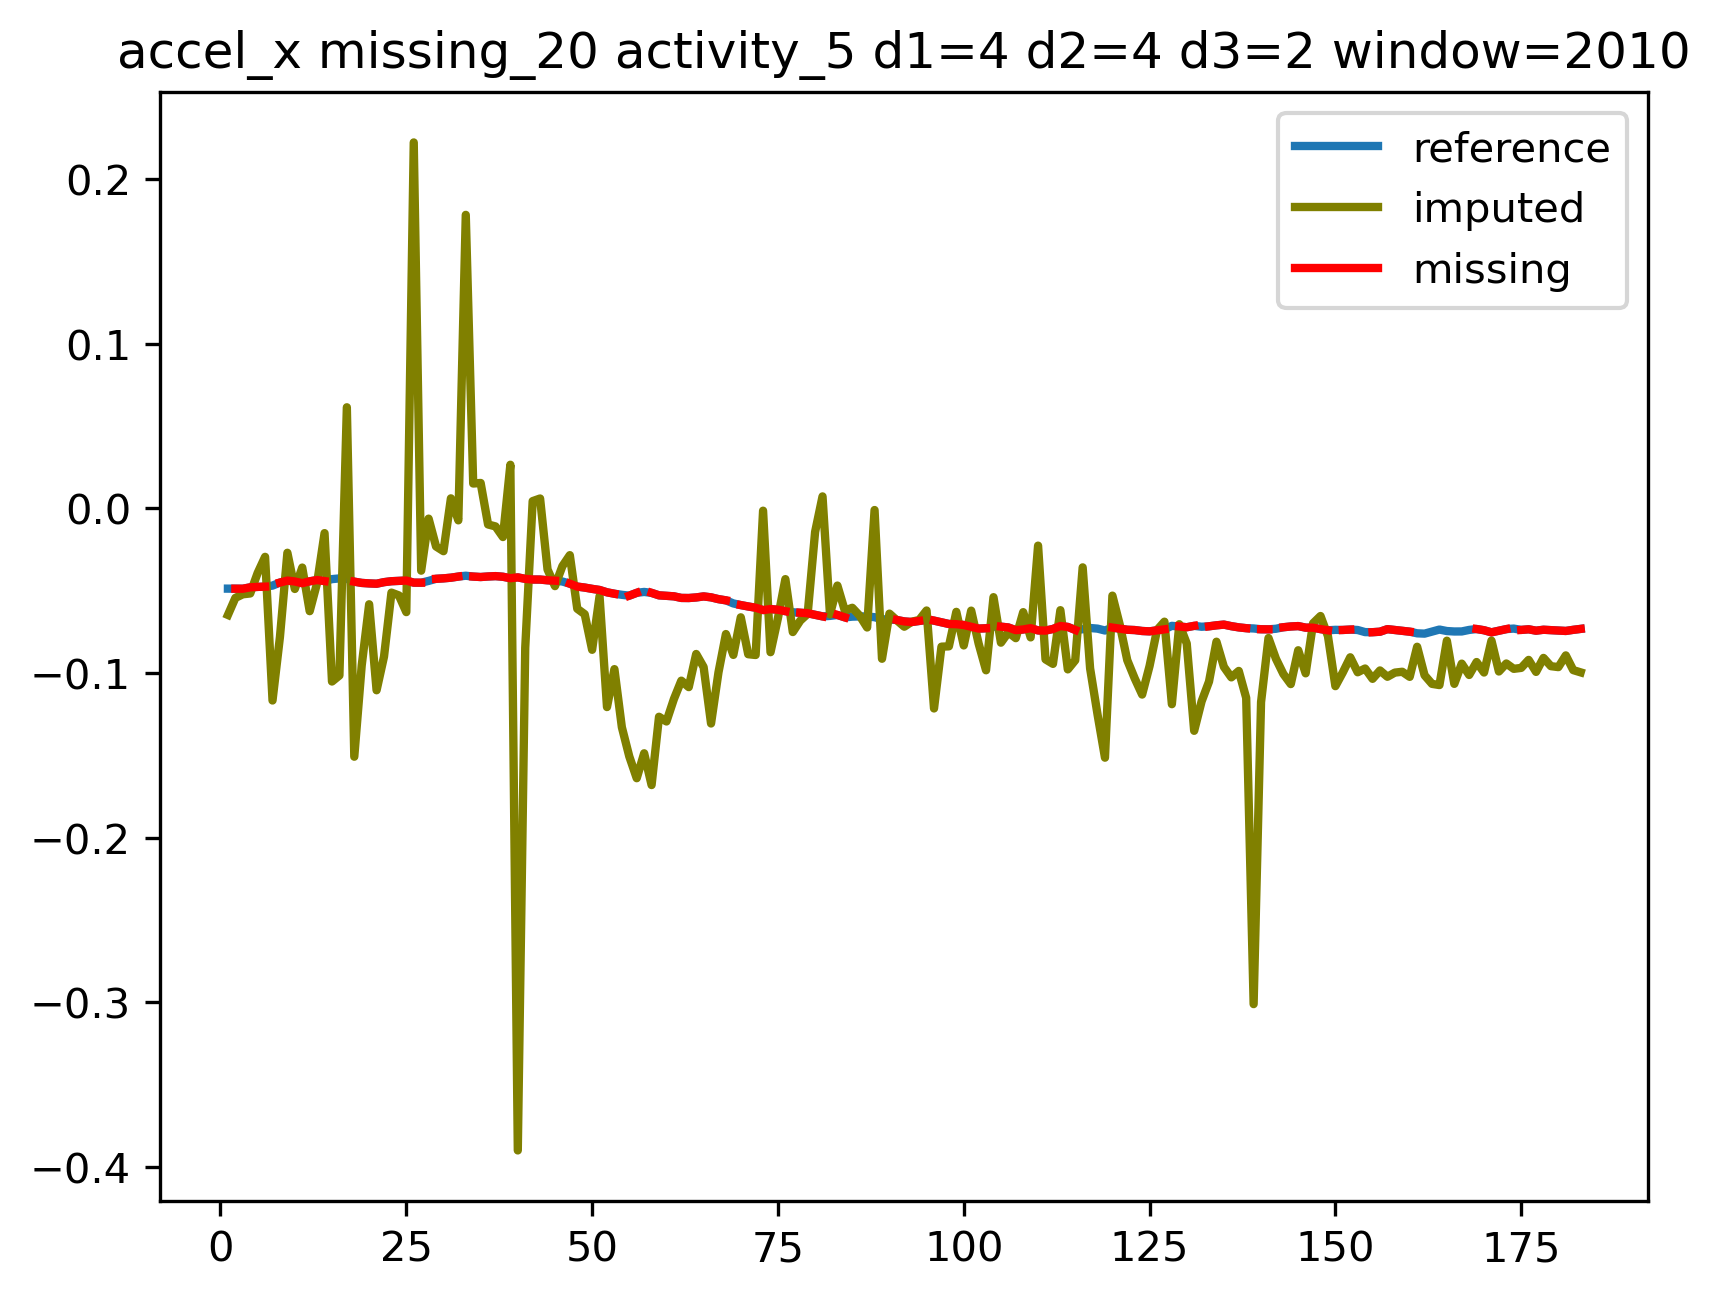 accel_x missing_20 activity_5 d1=4 d2=4 d3=2 window=2010
reference
imputed
missing
0.2
0.1
0.0
−0.1
−0.2
−0.3
−0.4
0 25 50 75 100 125 150 175